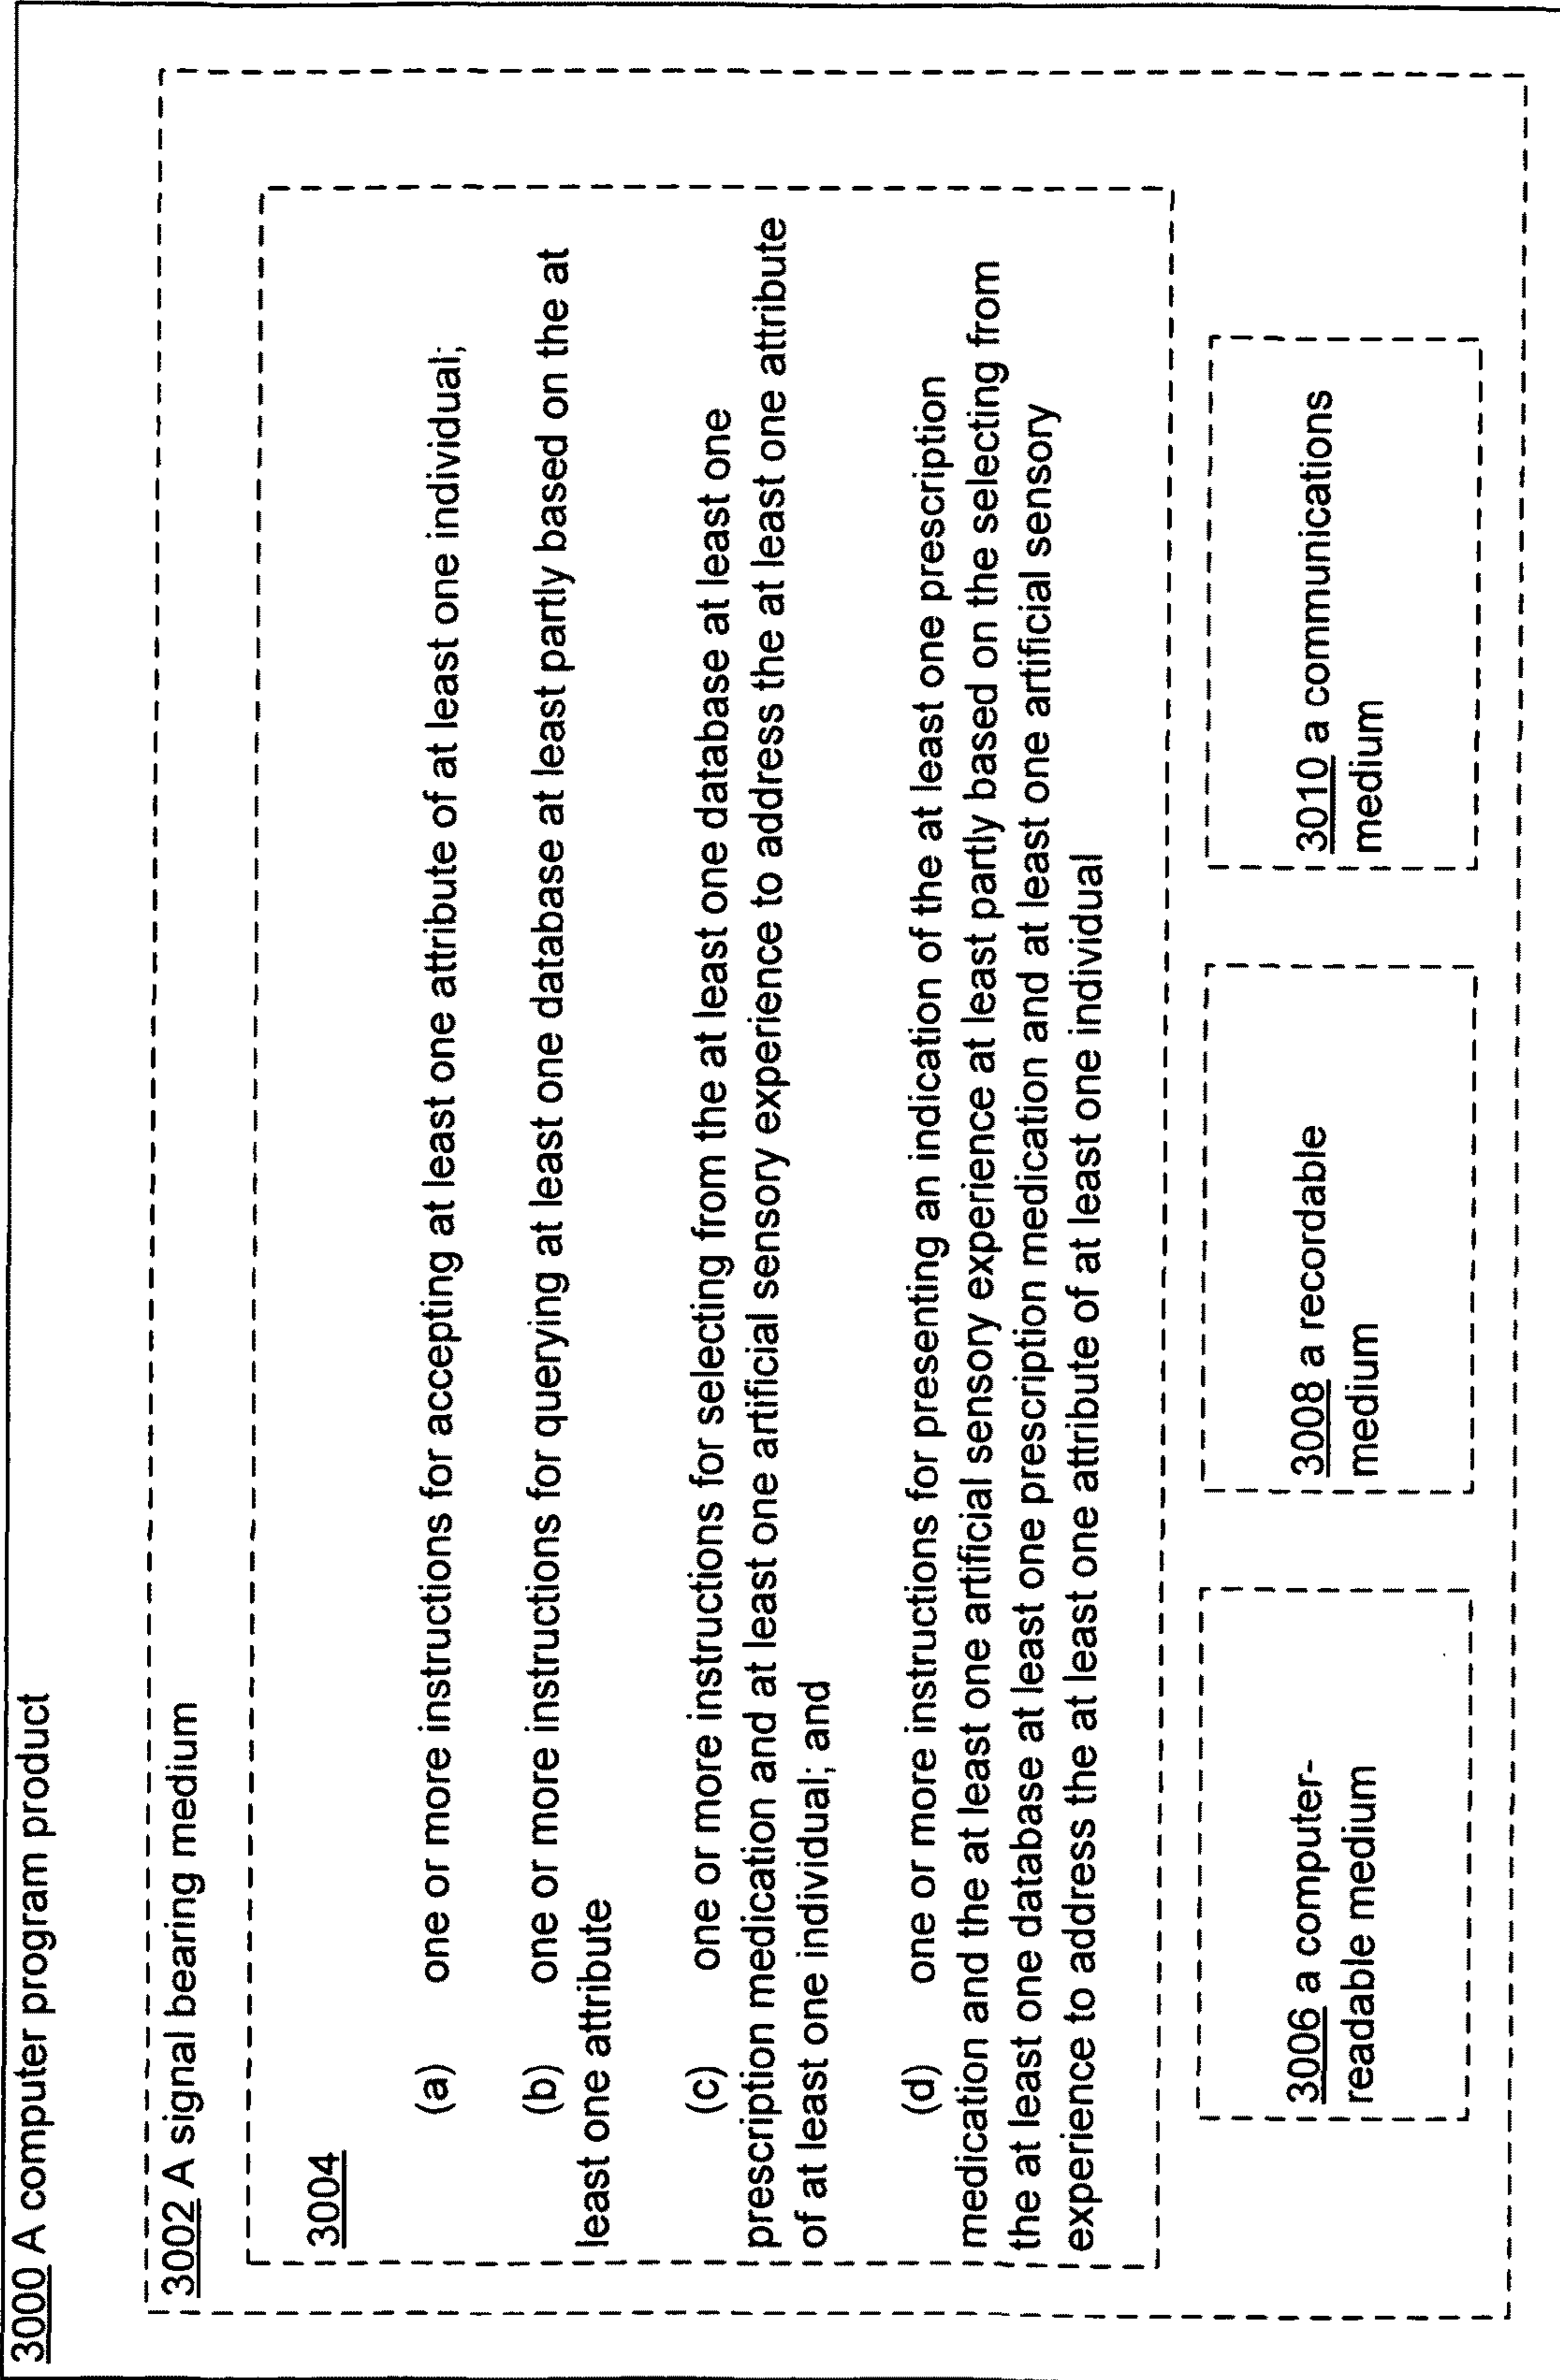 3000 A computer program product
3002 A signal bearing medium
3004
(a) one or more instructions for accepting at least one attribute of at least one individual;
(b) one or more instructions for querying at least one database at least partly based on the at
least one attribute
(c) one or more instructions for selecting from the at least one database at least one
prescription medication and at least one artificial sensory experience to address the at least one attribute
of at least one individual; and
(d) one or more instructions for presenting an indication of the at least one prescription
medication and the at least one artificial sensory experience at least partly based on the selecting from
the at least one database at least one prescription medication and at least one artificial sensory
experience to address the at least one attribute of at least one individual
3006 a computer-
readable medium
3008 a recordable
medium
3010 a communications
medium